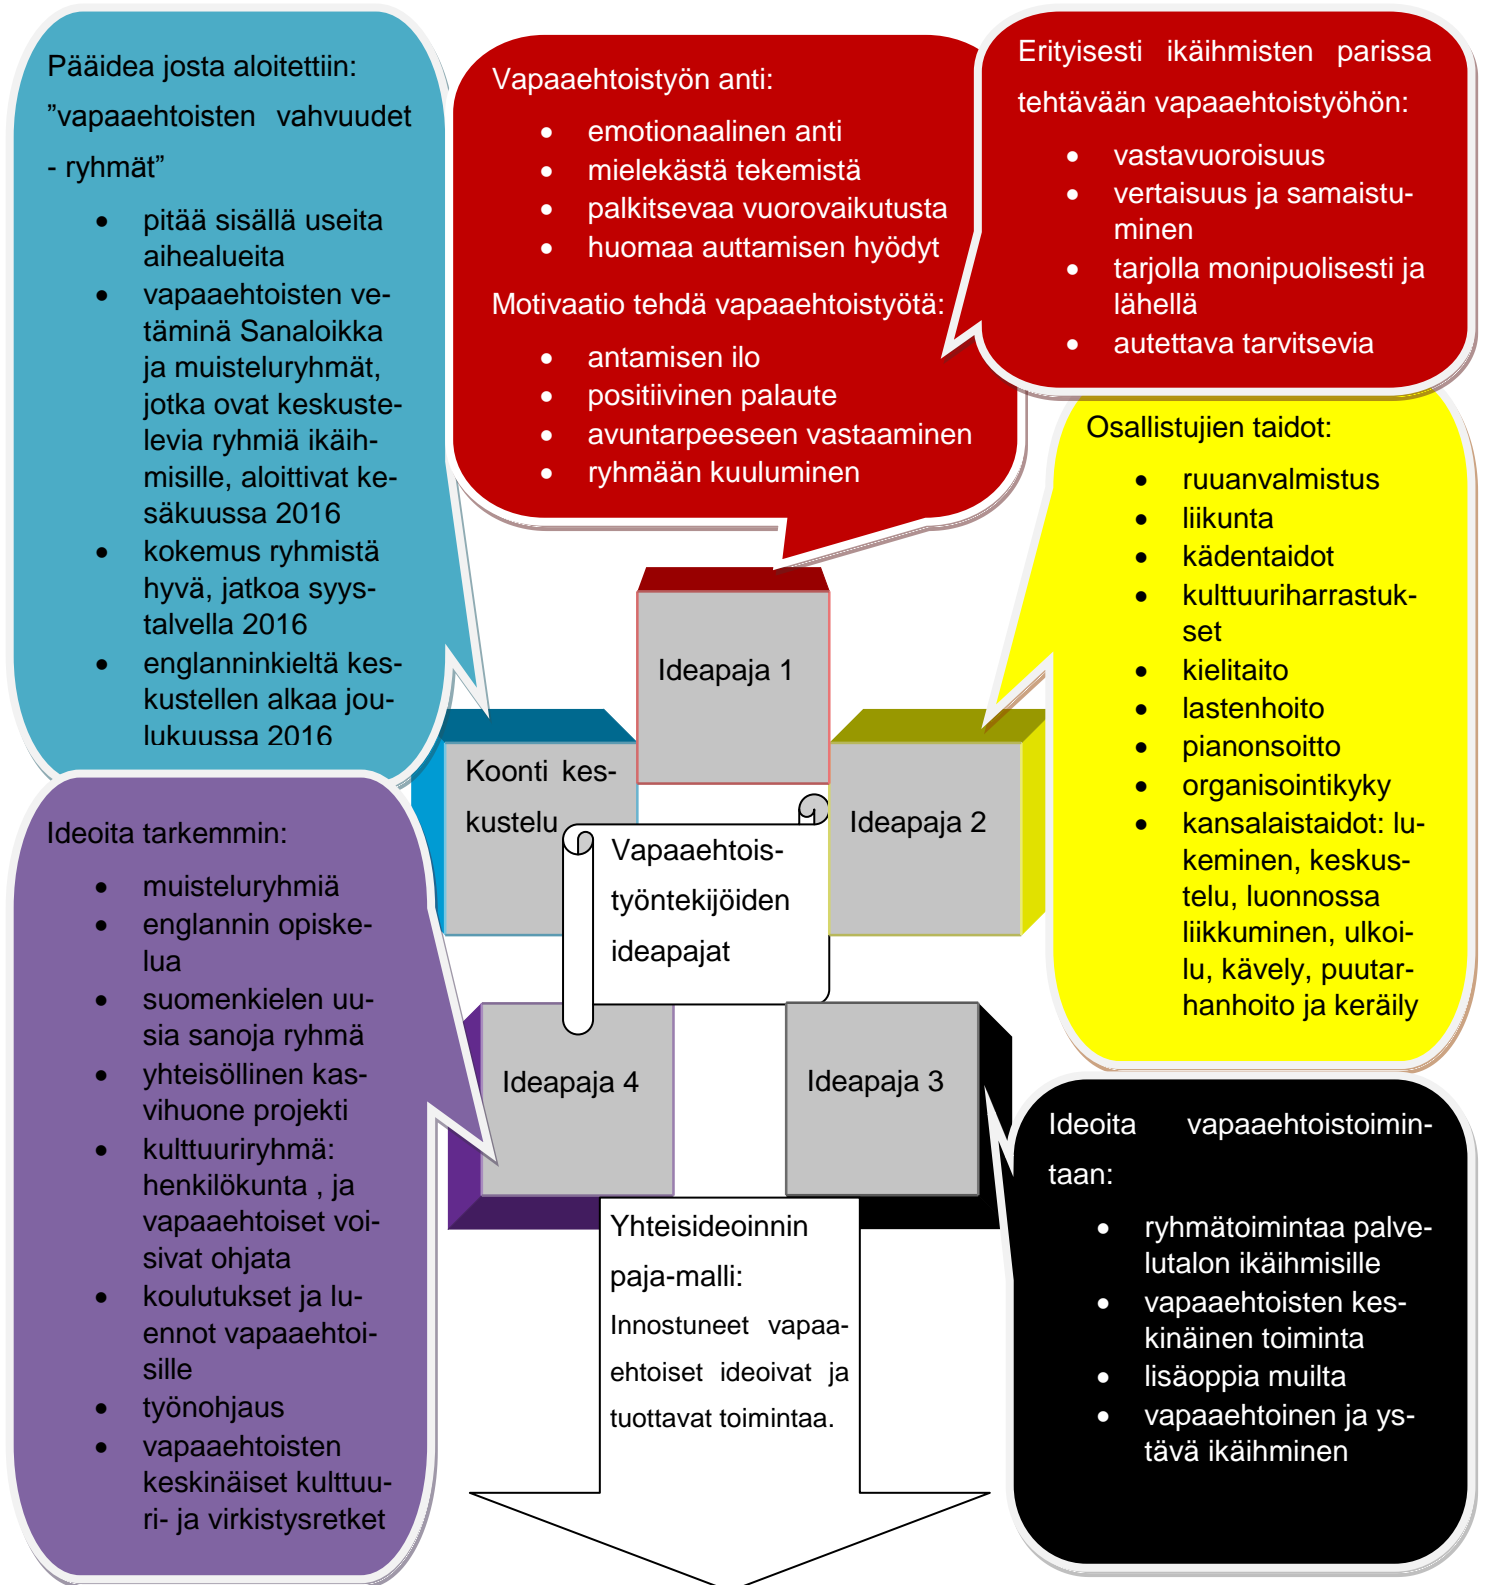 Pääidea josta aloitettiin:
”vapaaehtoisten vahvuudet
- ryhmät”
• pitää sisällä useita
aihealueita
• vapaaehtoisten ve-
täminä Sanaloikka
ja muisteluryhmät,
jotka ovat keskuste-
levia ryhmiä ikäih-
misille, aloittivat ke-
säkuussa 2016
• kokemus ryhmistä
hyvä, jatkoa syys-
talvella 2016
• englanninkieltä kes-
kustellen alkaa jou-
lukuussa 2016
Vapaaehtoistyön anti:
• emotionaalinen anti
• mielekästä tekemistä
• palkitsevaa vuorovaikutusta
• huomaa auttamisen hyödyt
Motivaatio tehdä vapaaehtoistyötä:
• antamisen ilo
• positiivinen palaute
• avuntarpeeseen vastaaminen
• ryhmään kuuluminen
Erityisesti ikäihmisten parissa
tehtävään vapaaehtoistyöhön:
• vastavuoroisuus
• vertaisuus ja samaistu-
minen
• tarjolla monipuolisesti ja
lähellä
• autettava tarvitsevia
Osallistujien taidot:
• ruuanvalmistus
• liikunta
• kädentaidot
• kulttuuriharrastuk-
set
• kielitaito
• lastenhoito
• pianonsoitto
• organisointikyky
• kansalaistaidot: lu-
keminen, keskus-
telu, luonnossa
liikkuminen, ulkoi-
lu, kävely, puutar-
hanhoito ja keräily
Ideapaja 1
Koonti kes-
kustelu
Ideapaja 2
Vapaaehtois-
työntekijöiden
ideapajat
Ideapaja 4
Ideapaja 3
Ideoita tarkemmin:
• muisteluryhmiä
• englannin opiske-
lua
• suomenkielen uu-
sia sanoja ryhmä
• yhteisöllinen kas-
vihuone projekti
• kulttuuriryhmä:
henkilökunta , ja
vapaaehtoiset voi-
sivat ohjata
• koulutukset ja lu-
ennot vapaaehtoi-
sille
• työnohjaus
• vapaaehtoisten
keskinäiset kulttuu-
ri- ja virkistysretket
Yhteisideoinnin
paja-malli:
Innostuneet vapaa-
ehtoiset ideoivat ja
tuottavat toimintaa.
Ideoita vapaaehtoistoimin-
taan:
• ryhmätoimintaa palve-
lutalon ikäihmisille
• vapaaehtoisten kes-
kinäinen toiminta
• lisäoppia muilta
• vapaaehtoinen ja ys-
tävä ikäihminen